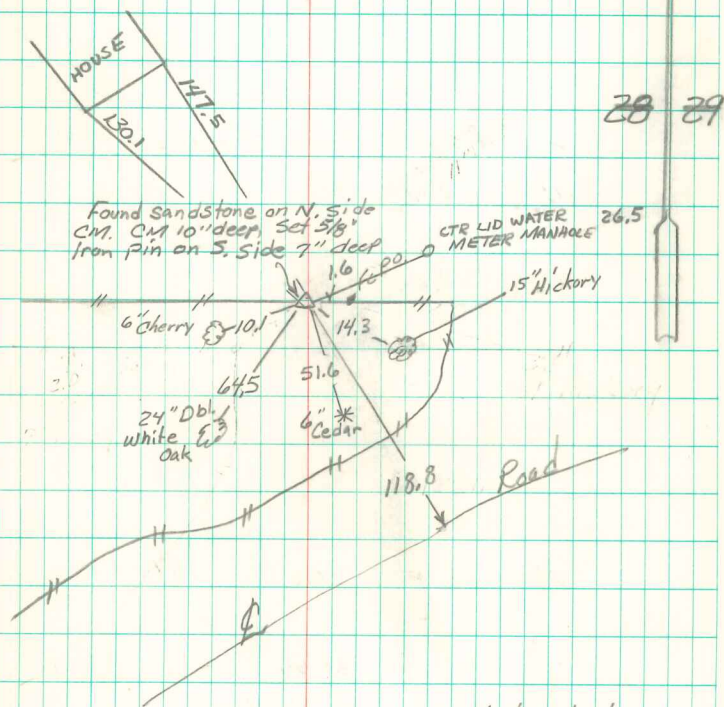 HOUSE
147.5
130.1
28 29
Found sandstone on N. Side
CM. CM 10" deep, Set 5/8"
Iron Pin on S. Side 7" deep
CTR LID WATER
METER MANHOLE
26.5
1.6
15" Hickory
6" Cherry
10.1
14.3
64.5
51.6
24" Dbl.
White
Oak
6"
Cedar
118.8
Road
℄